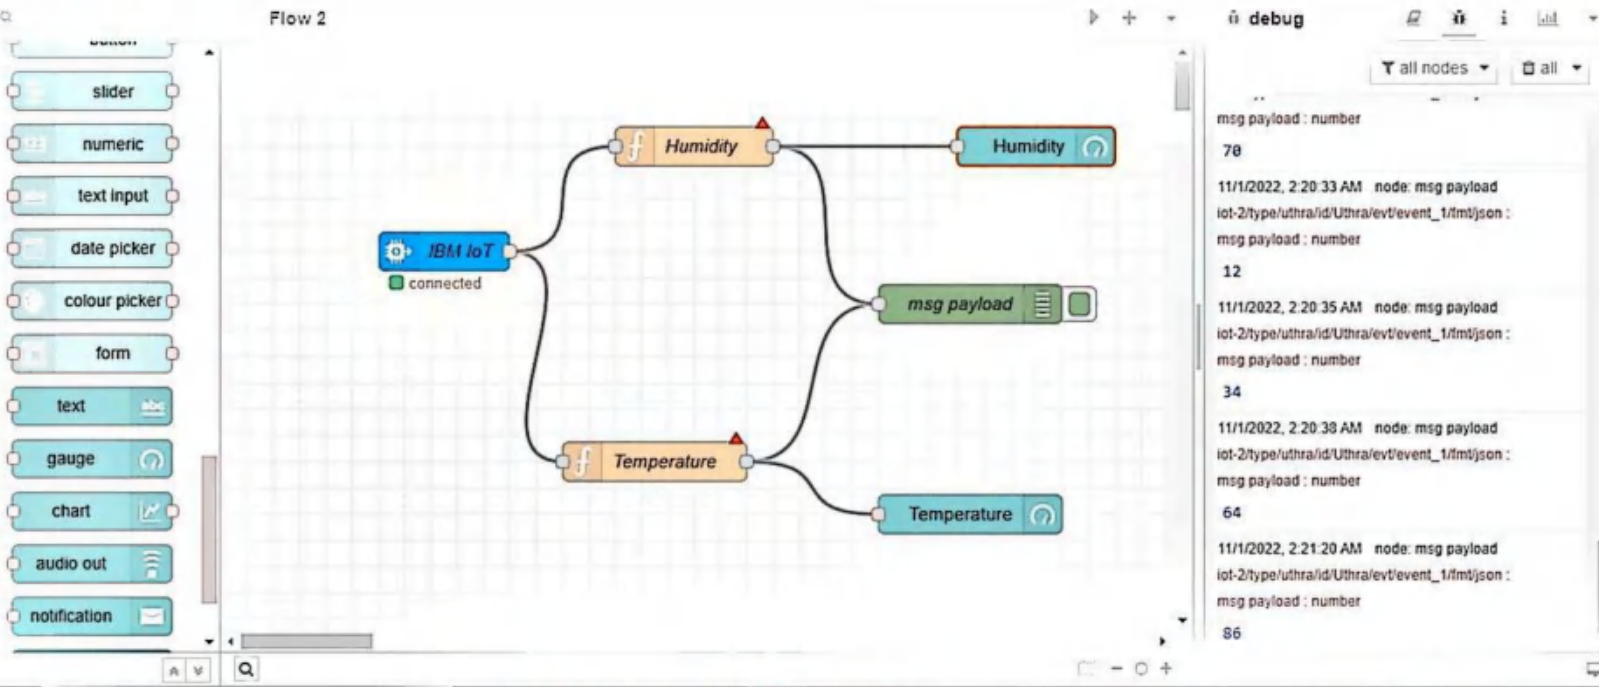 Flow 2
debug
all nodes
all
button
slider
numeric
text input
date picker
colour picker
form
text
abc
gauge
chart
audio out
notification
Humidity
Humidity
IBM IoT
connected
msg payload
Temperature
Temperature
msg payload : number
70
11/1/2022, 2:20:33 AM node: msg payload
iot-2/type/uthra/id/Uthra/evt/event_1/fmt/json :
msg payload : number
12
11/1/2022, 2:20:35 AM node: msg payload
iot-2/type/uthra/id/Uthra/evt/event_1/fmt/json :
msg payload : number
34
11/1/2022, 2:20:38 AM node: msg payload
iot-2/type/uthra/id/Uthra/evt/event_1/fmt/json :
msg payload : number
64
11/1/2022, 2:21:20 AM node: msg payload
iot-2/type/uthra/id/Uthra/evt/event_1/fmt/json :
msg payload : number
86